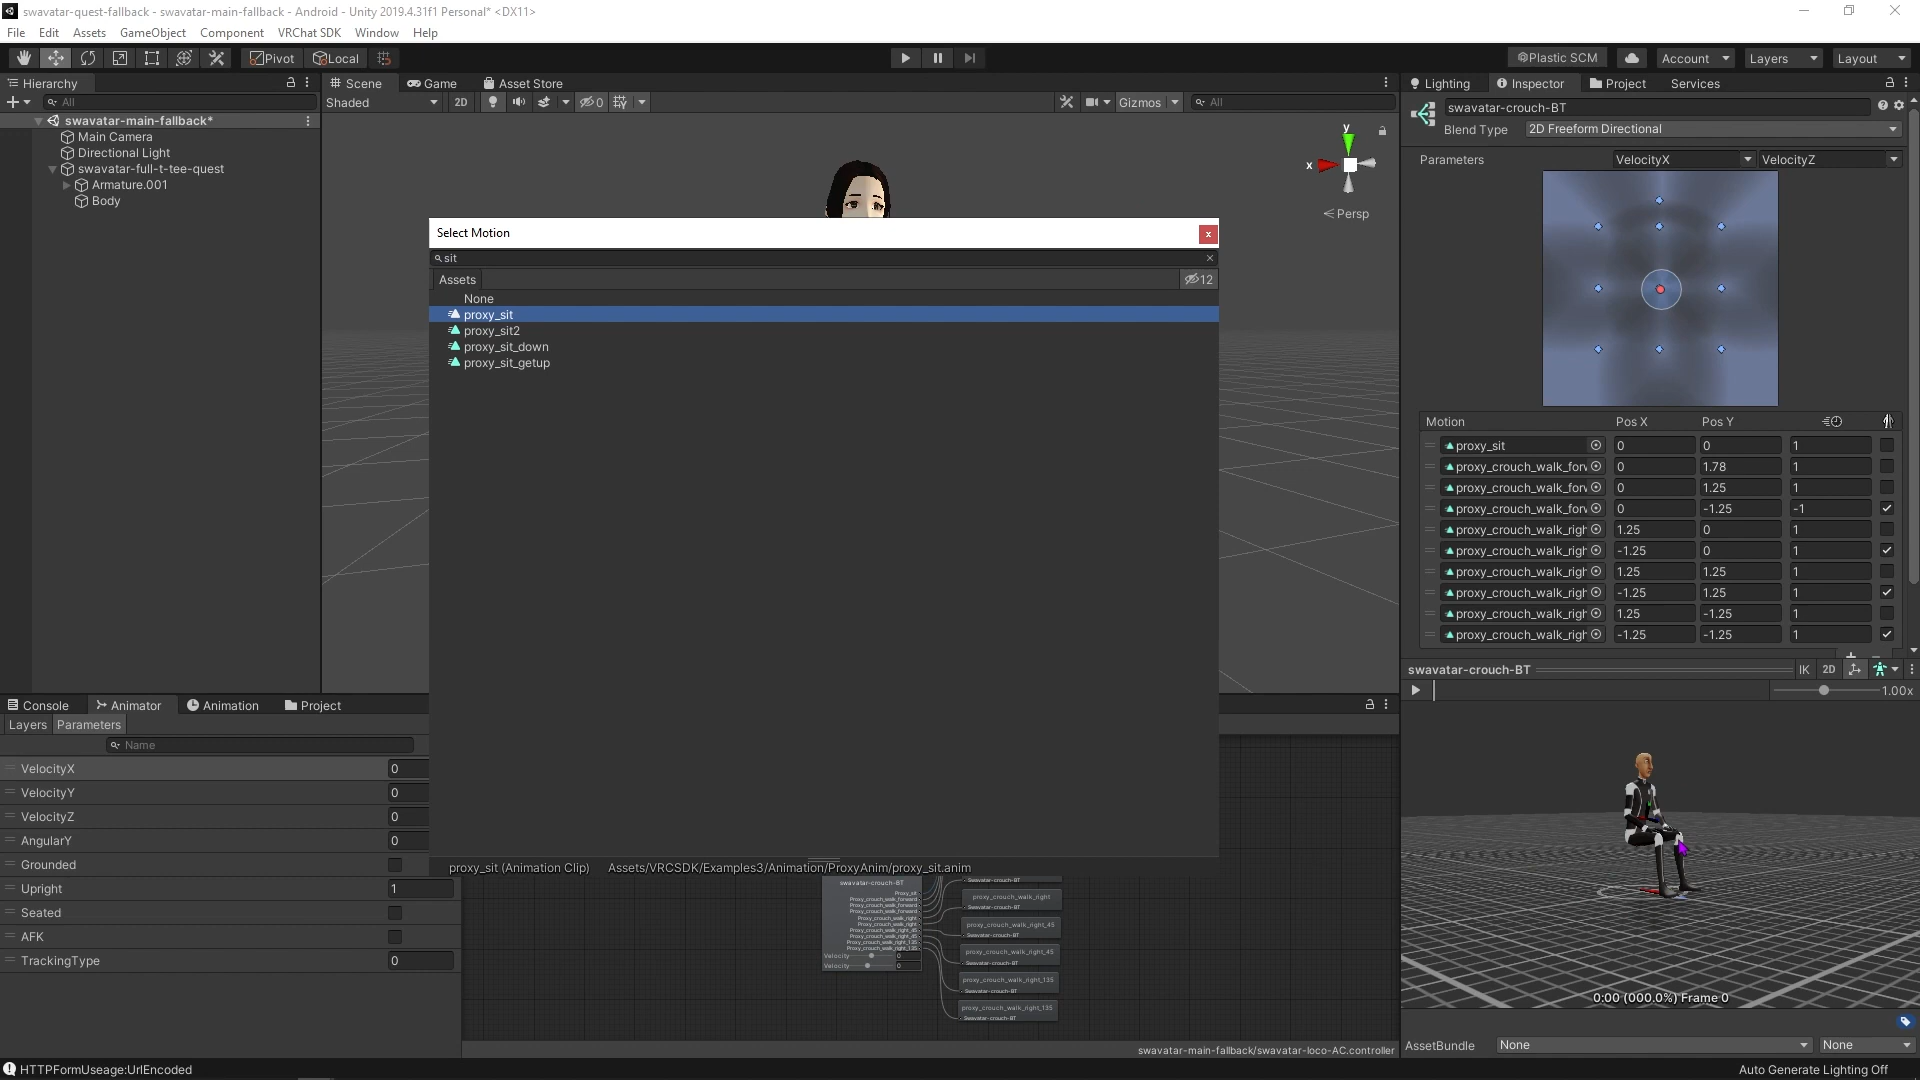 swavatar-quest-fallback - swavatar-main-fallback - Android - Unity 2019.4.31f1 Personal* <DX11>
File Edit Assets GameObject Component VRChat SDK Window Help
Pivot Local Plastic SCM Account Layers Layout
Hierarchy
All
swavatar-main-fallback*
Main Camera
Directional Light
swavatar-full-t-tee-quest
Armature.001
Body
Scene Game Asset Store
Shaded 2D 0 Gizmos All
y
x
Persp
Select Motion
x
sit
Assets 12
None
proxy_sit
proxy_sit2
proxy_sit_down
proxy_sit_getup
proxy_sit (Animation Clip) Assets/VRCSDK/Examples3/Animation/ProxyAnim/proxy_sit.anim
Lighting Inspector Project Services
swavatar-crouch-BT
Blend Type 2D Freeform Directional
Parameters VelocityX VelocityZ
Motion Pos X Pos Y
proxy_sit 0 0 1
proxy_crouch_walk_forw 0 1.78 1
proxy_crouch_walk_forw 0 1.25 1
proxy_crouch_walk_forw 0 -1.25 -1
proxy_crouch_walk_righ 1.25 0 1
proxy_crouch_walk_righ -1.25 0 1
proxy_crouch_walk_righ 1.25 1.25 1
proxy_crouch_walk_righ -1.25 1.25 1
proxy_crouch_walk_righ 1.25 -1.25 1
proxy_crouch_walk_righ -1.25 -1.25 1
swavatar-crouch-BT IK 2D
1.00x
0:00 (000.0%) Frame 0
AssetBundle None None
Console Animator Animation Project
Layers Parameters
Name
VelocityX 0
VelocityY 0
VelocityZ 0
AngularY 0
Grounded
Upright 1
Seated
AFK
TrackingType 0
swavatar-crouch-BT
Proxy_sit
Proxy_crouch_walk_forward
Proxy_crouch_walk_forward
Proxy_crouch_walk_forward
Proxy_crouch_walk_right
Proxy_crouch_walk_right
Proxy_crouch_walk_right_45
Proxy_crouch_walk_right_45
Proxy_crouch_walk_right_135
Proxy_crouch_walk_right_135
Velocity 0
Velocity 0
Swavatar-crouch-BT
proxy_crouch_walk_right
Swavatar-crouch-BT
proxy_crouch_walk_right_45
Swavatar-crouch-BT
proxy_crouch_walk_right_45
Swavatar-crouch-BT
proxy_crouch_walk_right_135
Swavatar-crouch-BT
proxy_crouch_walk_right_135
Swavatar-crouch-BT
swavatar-main-fallback/swavatar-loco-AC.controller
HTTPFormUseage:UrlEncoded
Auto Generate Lighting Off